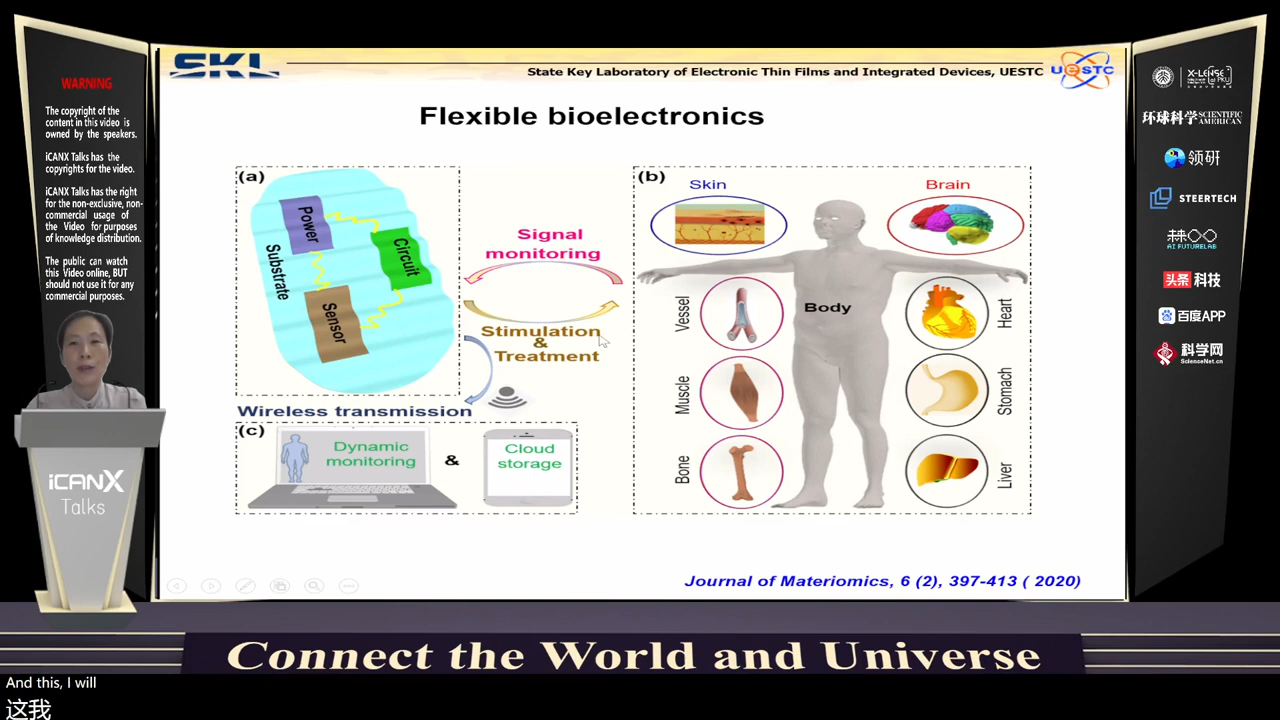 WARNING
The copyright of the
content in this video is
owned by the speakers.
iCANX Talks has the
copyrights for the video.
iCANX Talks has the right
for the non-exclusive, non-
commercial usage of
the Video for purposes
of knowledge distribution.
The public can watch
this Video online, BUT
should not use it for any
commercial purposes.
iCANX
Talks
SKL
State Key Laboratory of Electronic Thin Films and Integrated Devices, UESTC
UESTC
Flexible bioelectronics
(a)
Power
Circuit
Substrate
Sensor
Signal
monitoring
Stimulation
&
Treatment
Wireless transmission
(b)
Skin
Brain
Body
Vessel
Heart
Muscle
Stomach
Bone
Liver
(c)
Dynamic
monitoring
&
Cloud
storage
Journal of Materiomics, 6 (2), 397-413 ( 2020)
X-LENSE
环球科学 SCIENTIFIC AMERICAN
领研
STEERTECH
AI FUTURELAB
头条 科技
百度APP
科学网
ScienceNet.cn
Connect the World and Universe
And this, I will
这我